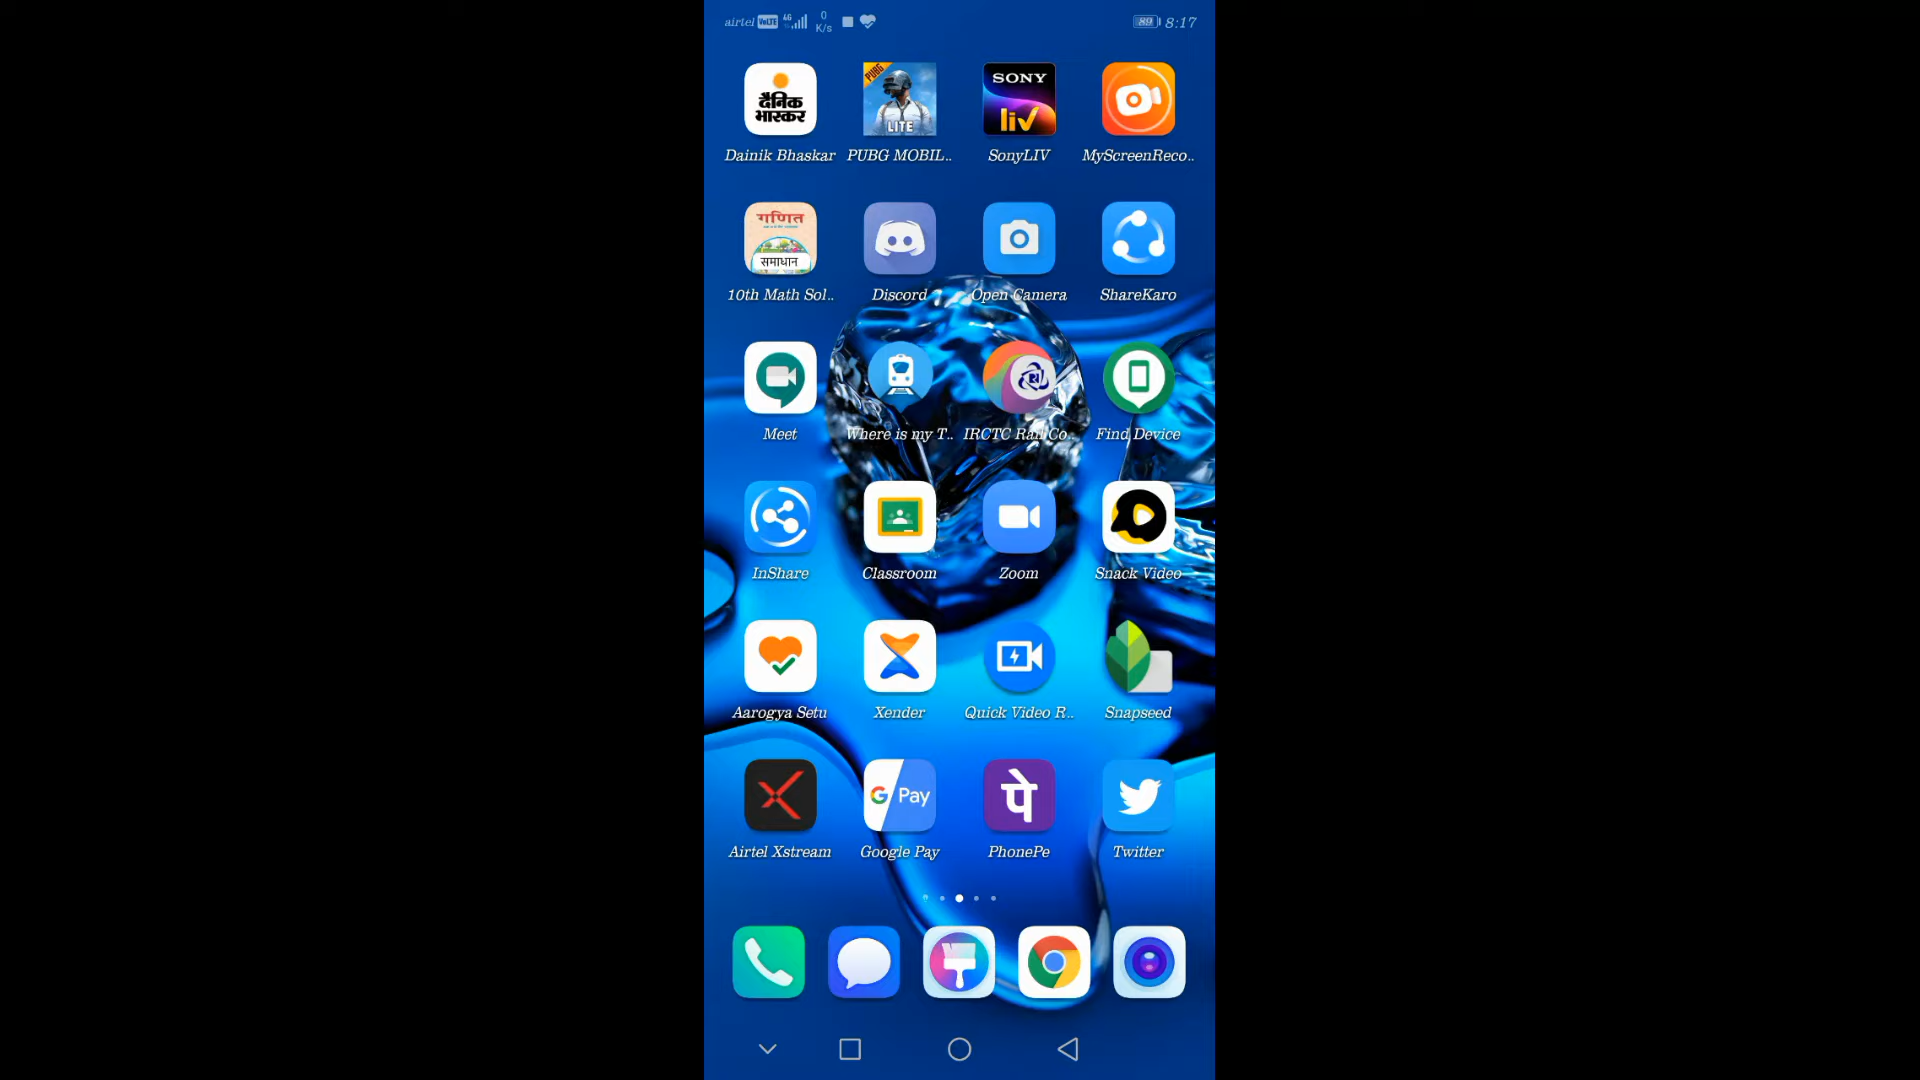 airtel VoLTE 4G 0 K/s 89 8:17
दैनिक भास्कर PUBG LITE SONY liv
Dainik Bhaskar PUBG MOBIL.. SonyLIV MyScreenReco..
गणित
समाधान
10th Math Sol.. Discord Open Camera ShareKaro
Meet Where is my T.. IRCTC Rail Co.. Find Device
InShare Classroom Zoom Snack Video
Aarogya Setu Xender Quick Video R.. Snapseed
G Pay पे
Airtel Xstream Google Pay PhonePe Twitter